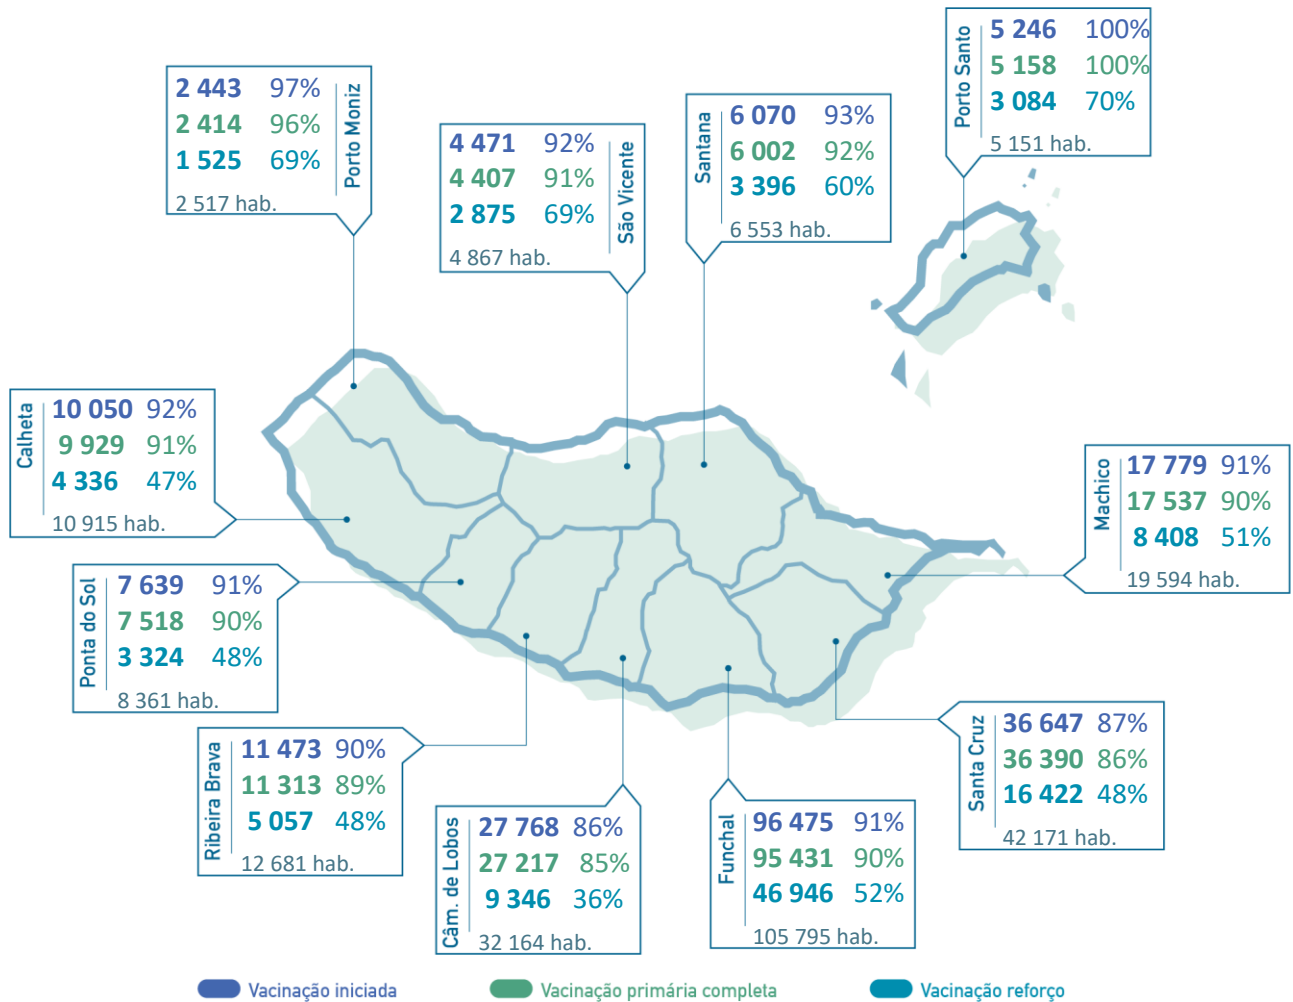 Porto Santo
5 246 100%
5 158 100%
3 084 70%
5 151 hab.
Porto Moniz
2 443 97%
2 414 96%
1 525 69%
2 517 hab.
São Vicente
4 471 92%
4 407 91%
2 875 69%
4 867 hab.
Santana
6 070 93%
6 002 92%
3 396 60%
6 553 hab.
Calheta
10 050 92%
9 929 91%
4 336 47%
10 915 hab.
Machico
17 779 91%
17 537 90%
8 408 51%
19 594 hab.
Ponta do Sol
7 639 91%
7 518 90%
3 324 48%
8 361 hab.
Ribeira Brava
11 473 90%
11 313 89%
5 057 48%
12 681 hab.
Câm. de Lobos
27 768 86%
27 217 85%
9 346 36%
32 164 hab.
Funchal
96 475 91%
95 431 90%
46 946 52%
105 795 hab.
Santa Cruz
36 647 87%
36 390 86%
16 422 48%
42 171 hab.
Vacinação iniciada
Vacinação primária completa
Vacinação reforço